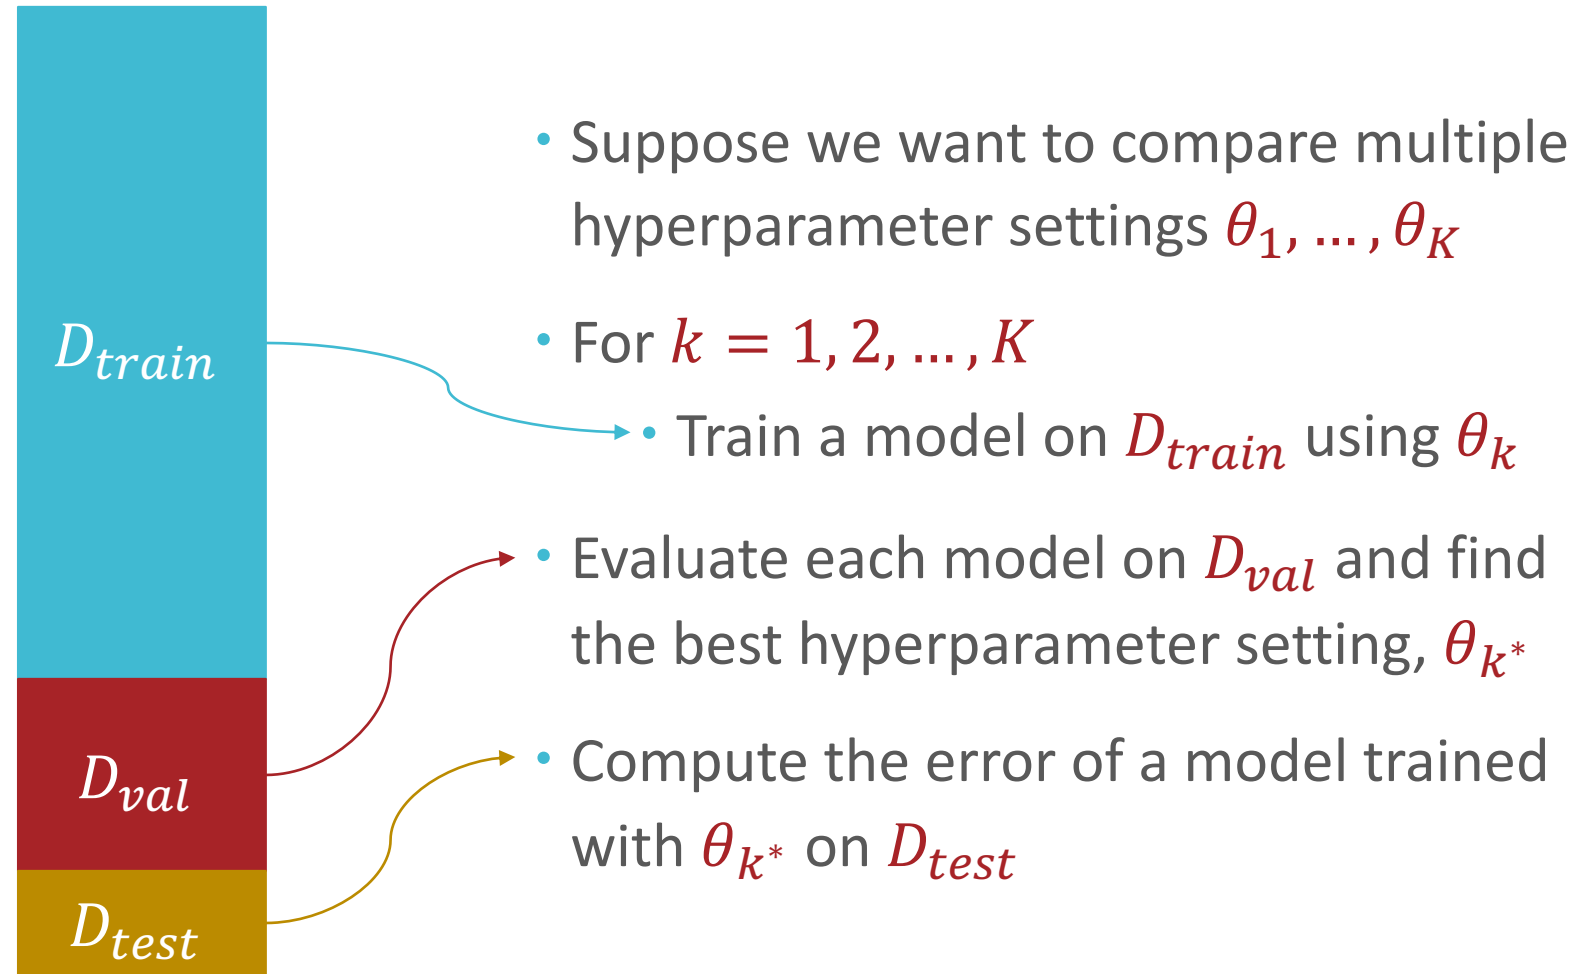 D_train
D_val
D_test
• Suppose we want to compare multiple
hyperparameter settings θ_1, … , θ_K
• For k = 1, 2, … , K
• Train a model on D_train using θ_k
• Evaluate each model on D_val and find
the best hyperparameter setting, θ_k*
• Compute the error of a model trained
with θ_k* on D_test